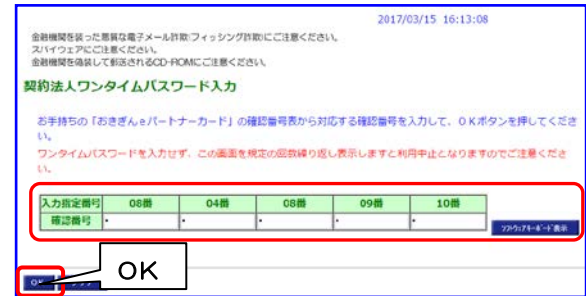 2017/03/15 16:13:08
金融機関を装った悪質な電子メール詐欺(フィッシング詐欺)にご注意ください。
スパイウェアにご注意ください。
金融機関を偽装して郵送されるCD-ROMにご注意ください。
契約法人ワンタイムパスワード入力
お手持ちの「おきぎんeパートナーカード」の確認番号表から対応する確認番号を入力して、OKボタンを押してくださ
い。
ワンタイムパスワードを入力せず、この画面を規定の回数繰り返し表示しますと利用中止となりますのでご注意くださ
い。
入力指定番号 08番 04番 08番 09番 10番
確認番号
ソフトウェアキーボード表示
OK
OK